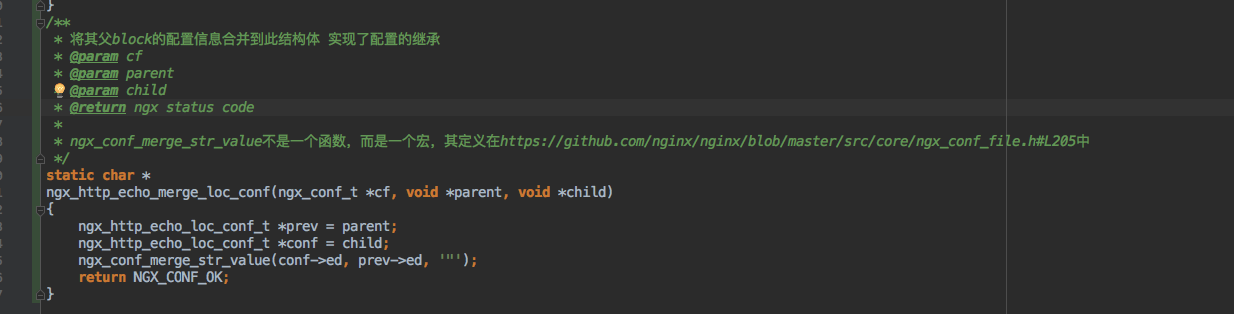 }
/**
 * 将其父block的配置信息合并到此结构体 实现了配置的继承
 * @param cf
 * @param parent
 * @param child
 * @return ngx status code
 *
 * ngx_conf_merge_str_value不是一个函数，而是一个宏，其定义在https://github.com/nginx/nginx/blob/master/src/core/ngx_conf_file.h#L205中
 */
static char *
ngx_http_echo_merge_loc_conf(ngx_conf_t *cf, void *parent, void *child)
{
    ngx_http_echo_loc_conf_t *prev = parent;
    ngx_http_echo_loc_conf_t *conf = child;
    ngx_conf_merge_str_value(conf->ed, prev->ed, '"');
    return NGX_CONF_OK;
}